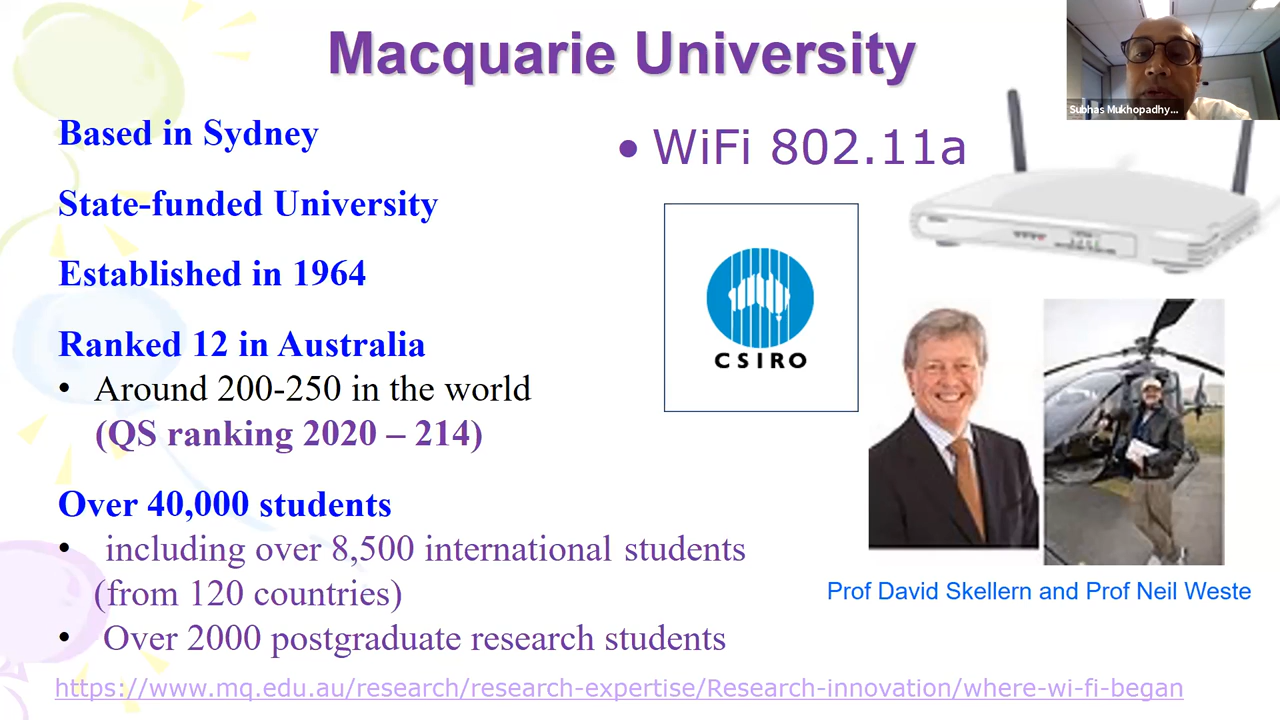 Macquarie University
Subhas Mukhopadhy...
Based in Sydney
State-funded University
Established in 1964
Ranked 12 in Australia
• Around 200-250 in the world
(QS ranking 2020 – 214)
Over 40,000 students
• including over 8,500 international students
(from 120 countries)
• Over 2000 postgraduate research students
• WiFi 802.11a
CSIRO
Prof David Skellern and Prof Neil Weste
https://www.mq.edu.au/research/research-expertise/Research-innovation/where-wi-fi-began